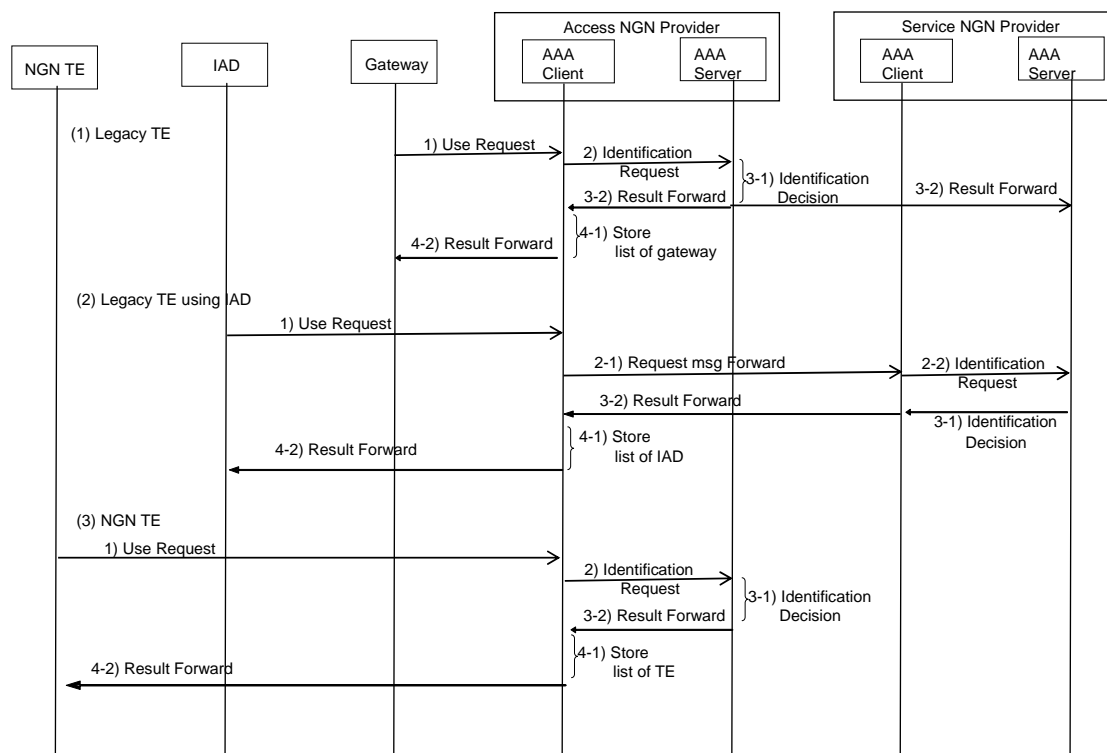 Access NGN Provider
Service NGN Provider
NGN TE
IAD
Gateway
AAA
Client
AAA
Server
AAA
Client
AAA
Server
(1) Legacy TE
1) Use Request
2) Identification
Request
3-1) Identification
Decision
3-2) Result Forward
3-2) Result Forward
4-1) Store
list of gateway
4-2) Result Forward
(2) Legacy TE using IAD
1) Use Request
2-1) Request msg Forward
2-2) Identification
Request
3-2) Result Forward
3-1) Identification
Decision
4-1) Store
list of IAD
4-2) Result Forward
(3) NGN TE
1) Use Request
2) Identification
Request
3-1) Identification
Decision
3-2) Result Forward
4-1) Store
list of TE
4-2) Result Forward